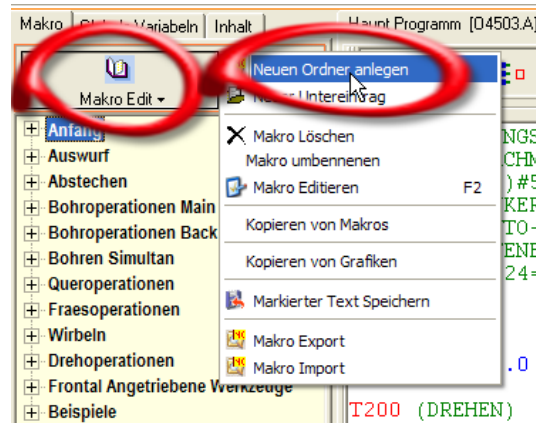 Makro
Variabeln
Inhalt
Haupt Programm [O4503.A]
Makro Edit
Neuen Ordner anlegen
Neuer Untereintrag
Makro Löschen
Makro umbennenen
Makro Editieren F2
Kopieren von Makros
Kopieren von Grafiken
Markierter Text Speichern
Makro Export
Makro Import
Anfang
Auswurf
Abstechen
Bohroperationen Main
Bohroperationen Back
Bohren Simultan
Queroperationen
Fraesoperationen
Wirbeln
Drehoperationen
Frontal Angetriebene Werkzeuge
Beispiele
T200 (DREHEN)